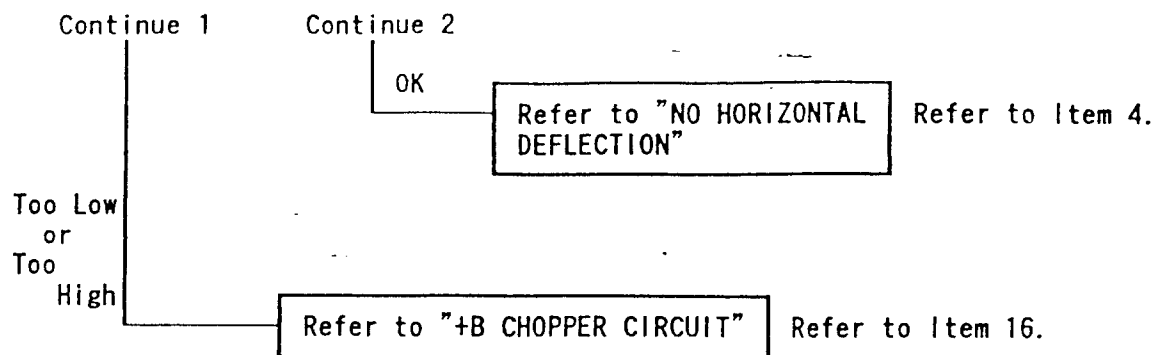 Continue 1
Continue 2
OK
Refer to "NO HORIZONTAL
DEFLECTION"
Refer to Item 4.
Too Low
or
Too
High
Refer to "+B CHOPPER CIRCUIT"
Refer to Item 16.